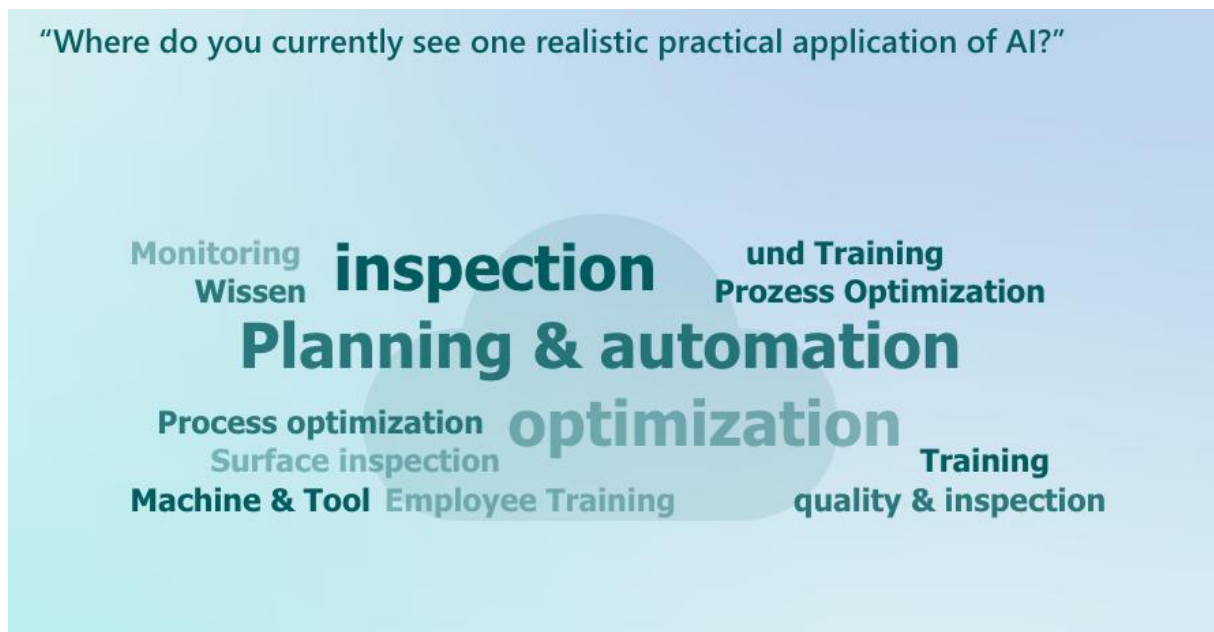 “Where do you currently see one realistic practical application of AI?”
Monitoring
Wissen
inspection
und Training
Prozess Optimization
Planning & automation
Process optimization
optimization
Surface inspection
Training
Machine & Tool
Employee Training
quality & inspection